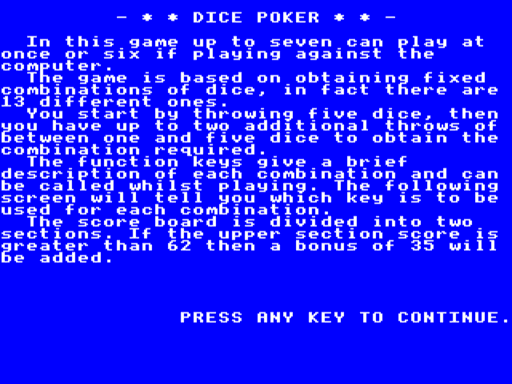 - * * DICE POKER * * -
In this game up to seven can play at
once or six if playing against the
computer.
The game is based on obtaining fixed
combinations of dice, in fact there are
13 different ones.
You start by throwing five dice, then
you have up to two additional throws of
between one and five dice to obtain the
combination required.
The function keys give a brief
description of each combination and can
be called whilst playing. The following
screen will tell you which key is to be
used for each combination.
The score board is divided into two
sections. If the upper section score is
greater than 62 then a bonus of 35 will
be added.
PRESS ANY KEY TO CONTINUE.